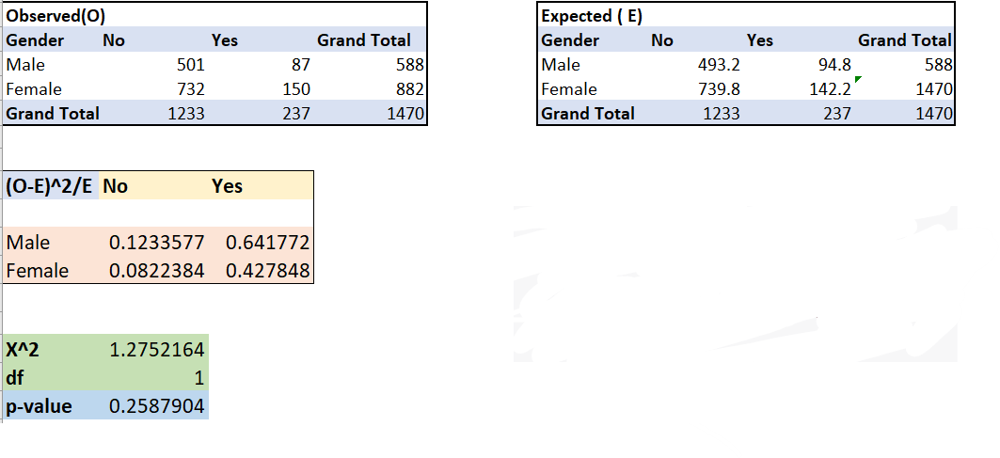 Observed(O)
Gender No Yes Grand Total
Male 501 87 588
Female 732 150 882
Grand Total 1233 237 1470
Expected ( E)
Gender No Yes Grand Total
Male 493.2 94.8 588
Female 739.8 142.2 1470
Grand Total 1233 237 1470
(O-E)^2/E No Yes
Male 0.1233577 0.641772
Female 0.0822384 0.427848
X^2 1.2752164
df 1
p-value 0.2587904